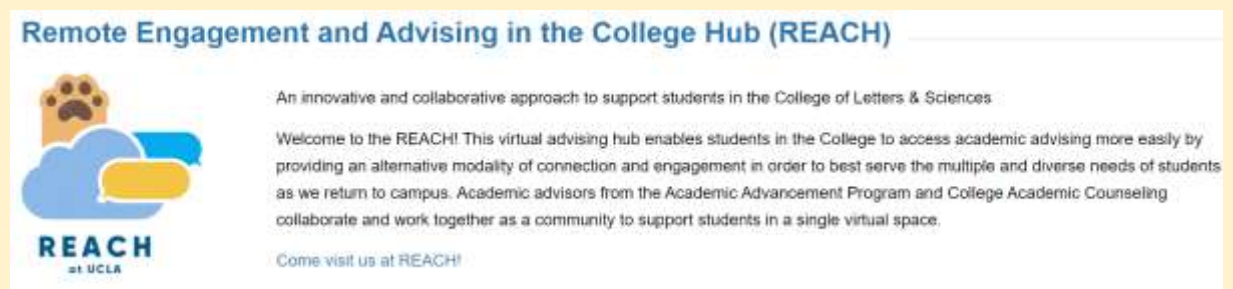 Remote Engagement and Advising in the College Hub (REACH)
An innovative and collaborative approach to support students in the College of Letters & Sciences
Welcome to the REACH! This virtual advising hub enables students in the College to access academic advising more easily by
providing an alternative modality of connection and engagement in order to best serve the multiple and diverse needs of students
as we return to campus. Academic advisors from the Academic Advancement Program and College Academic Counseling
collaborate and work together as a community to support students in a single virtual space.
Come visit us at REACH!
REACH
at UCLA